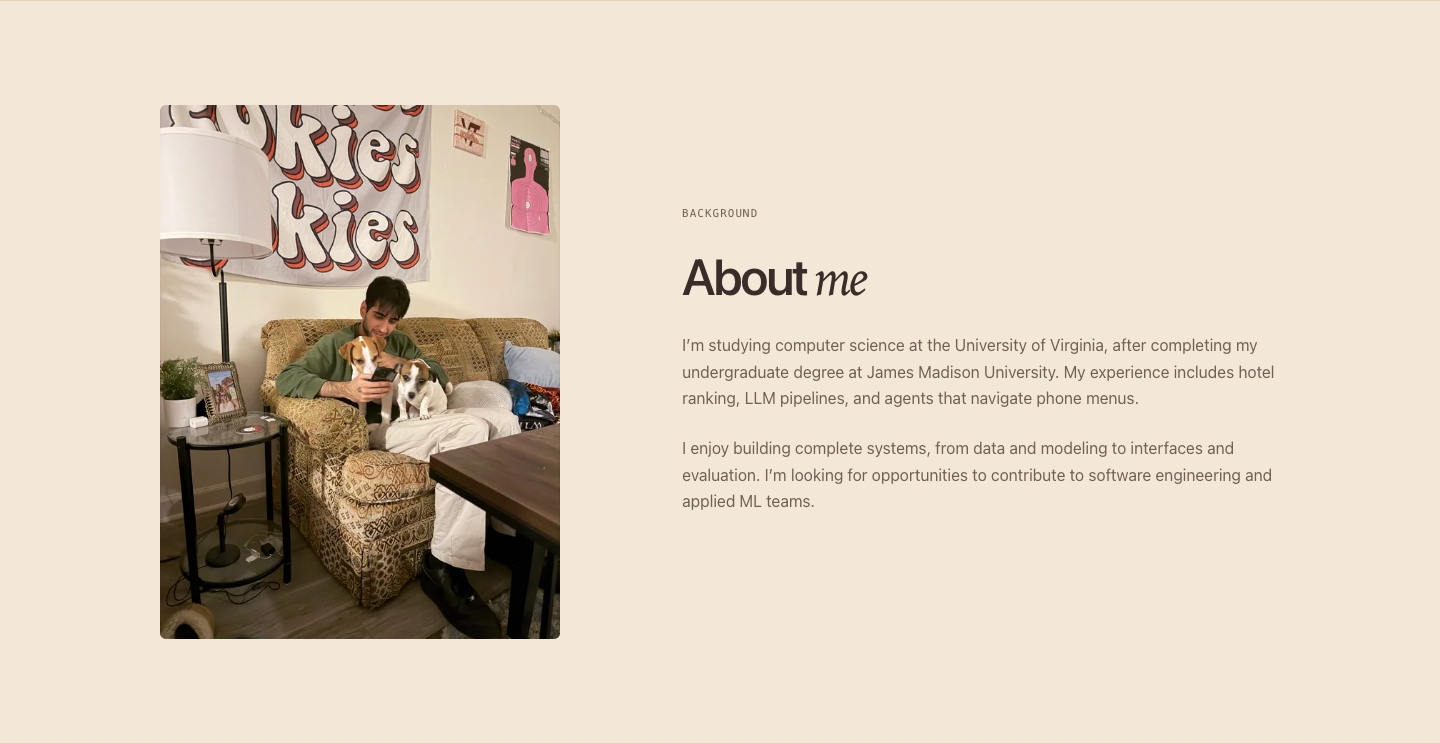 okies
kies
VT
BACKGROUND
About me
I’m studying computer science at the University of Virginia, after completing my
undergraduate degree at James Madison University. My experience includes hotel
ranking, LLM pipelines, and agents that navigate phone menus.
I enjoy building complete systems, from data and modeling to interfaces and
evaluation. I’m looking for opportunities to contribute to software engineering and
applied ML teams.